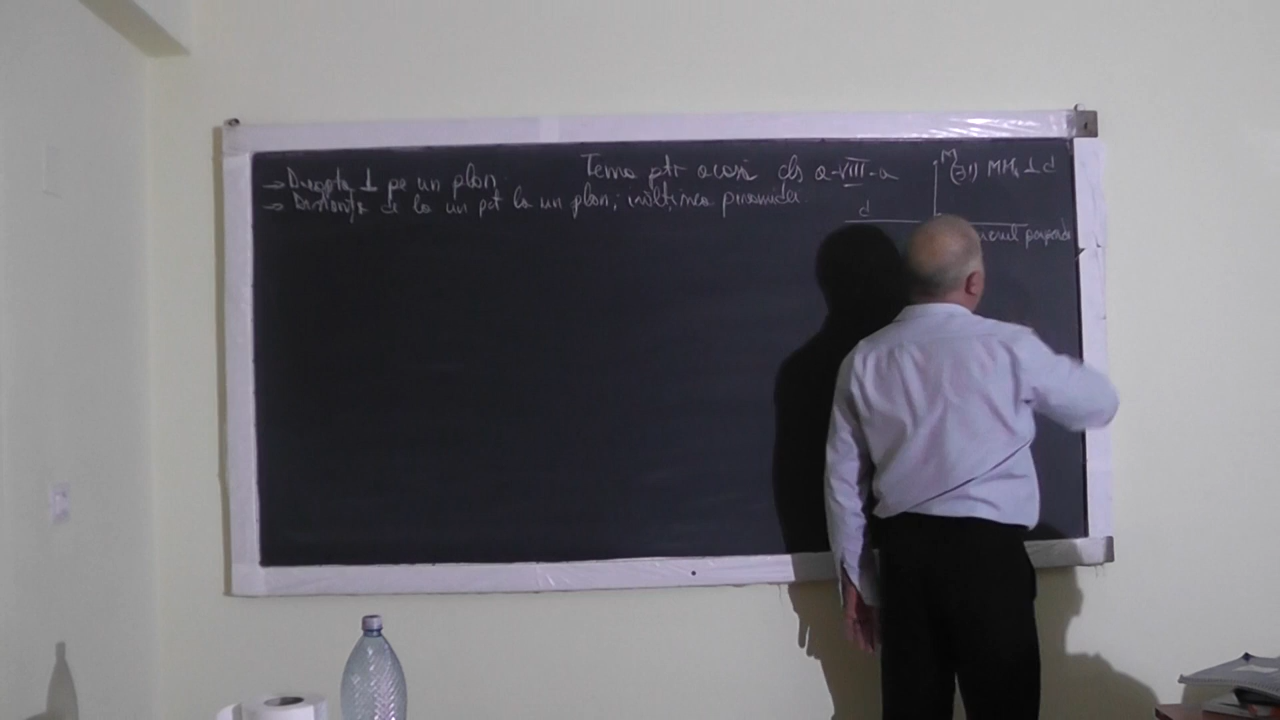 Tema ptr acasă cls a-VIII-a
→ Dreapta ⊥ pe un plan
→ Distanța de la un pct la un plan; înălțimea piramidei
M
(∃!) MM₁ ⊥ d
d